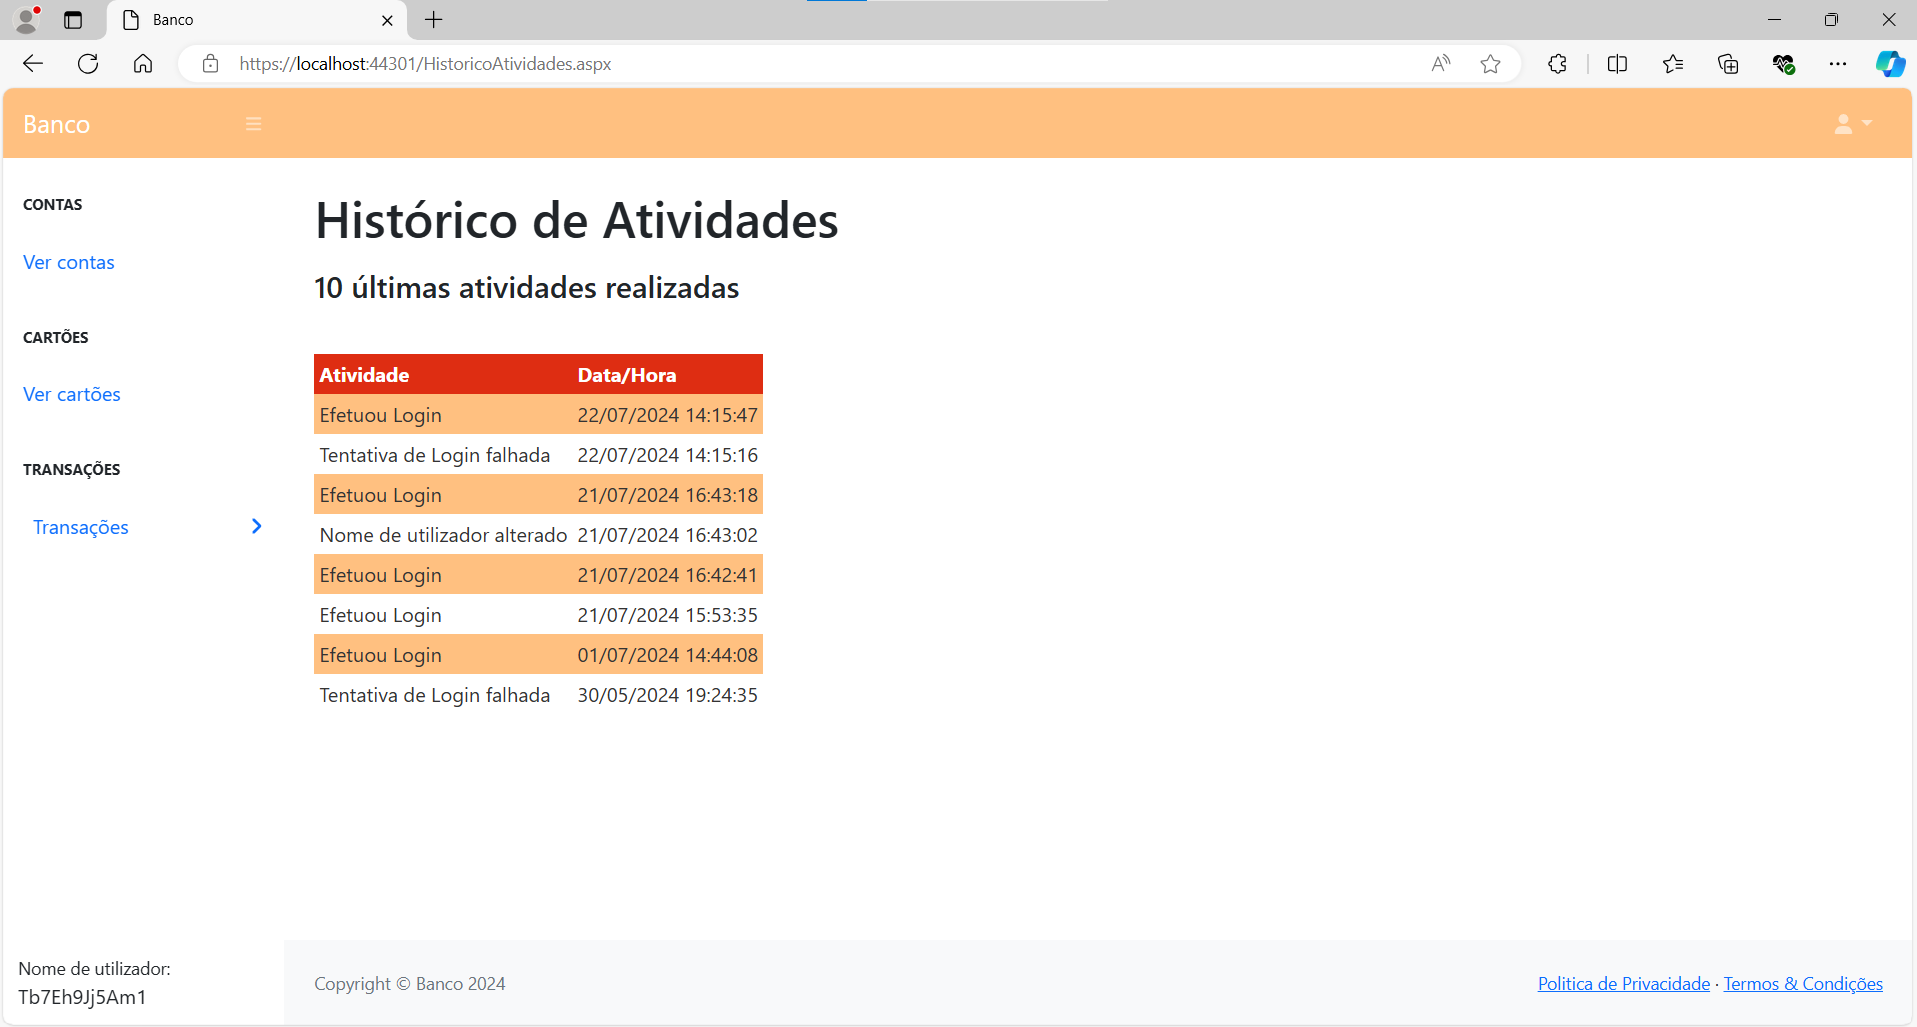 Banco
https://localhost:44301/HistoricoAtividades.aspx
Banco
CONTAS
Ver contas
CARTÕES
Ver cartões
TRANSAÇÕES
Transações
Histórico de Atividades
10 últimas atividades realizadas
Atividade Data/Hora
Efetuou Login 22/07/2024 14:15:47
Tentativa de Login falhada 22/07/2024 14:15:16
Efetuou Login 21/07/2024 16:43:18
Nome de utilizador alterado 21/07/2024 16:43:02
Efetuou Login 21/07/2024 16:42:41
Efetuou Login 21/07/2024 15:53:35
Efetuou Login 01/07/2024 14:44:08
Tentativa de Login falhada 30/05/2024 19:24:35
Nome de utilizador:
Tb7Eh9Jj5Am1
Copyright © Banco 2024
Politica de Privacidade · Termos & Condições